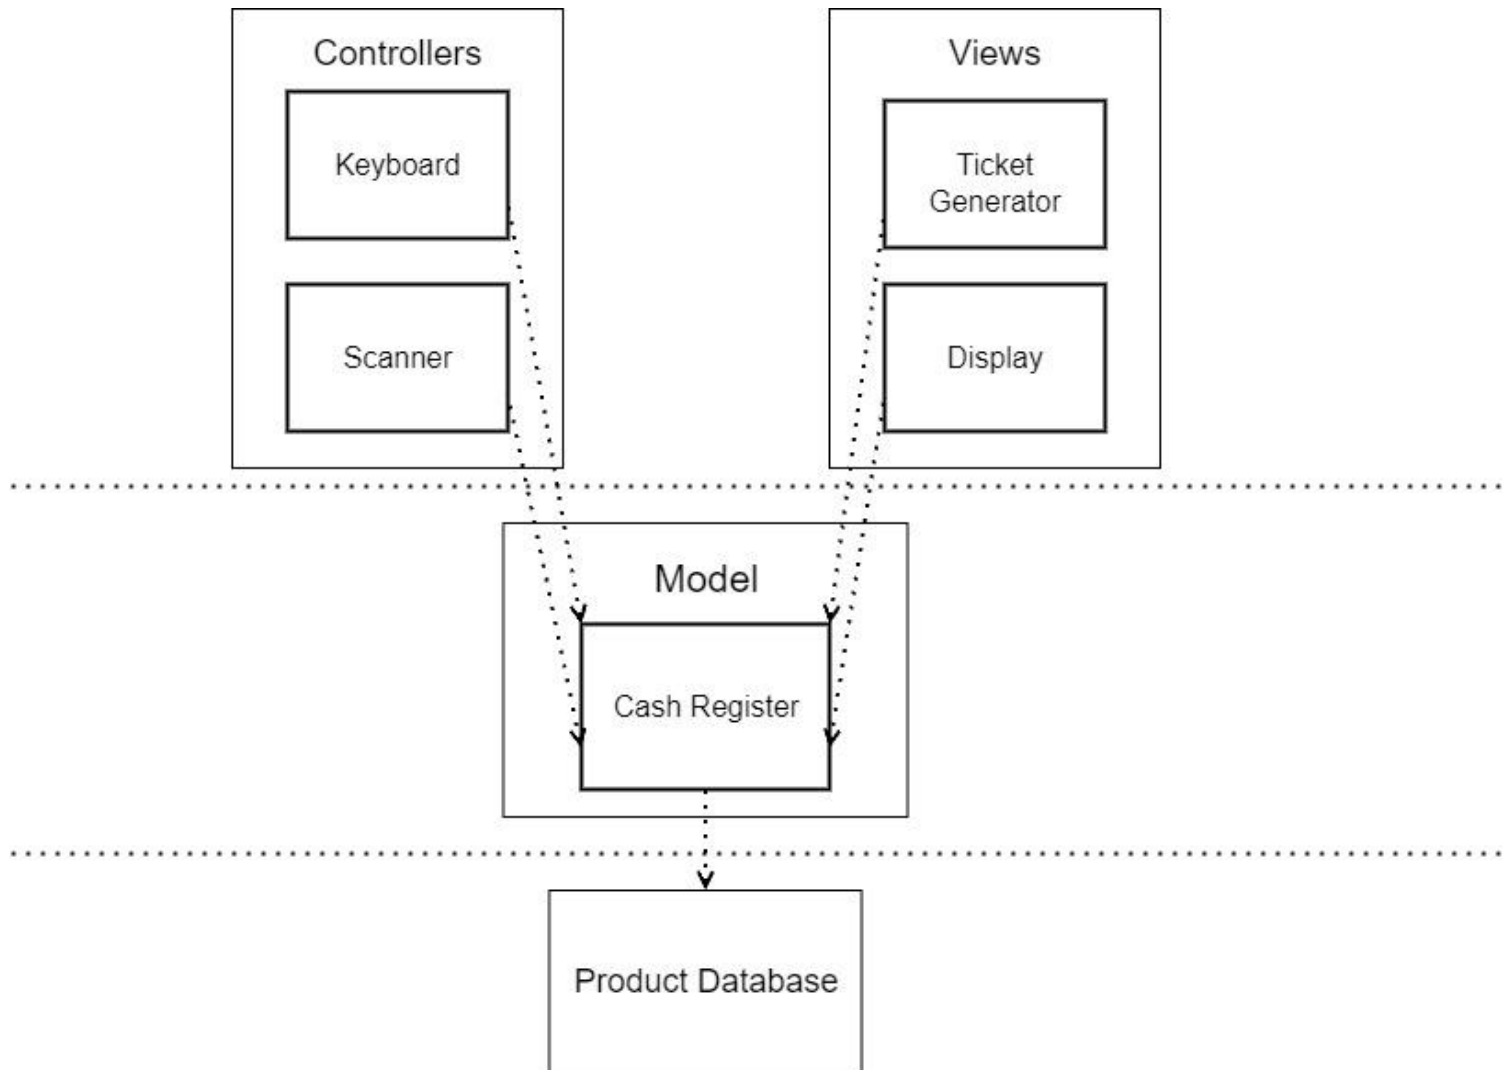 Controllers
Keyboard
Scanner
Views
Ticket
Generator
Display
Model
Cash Register
Product Database